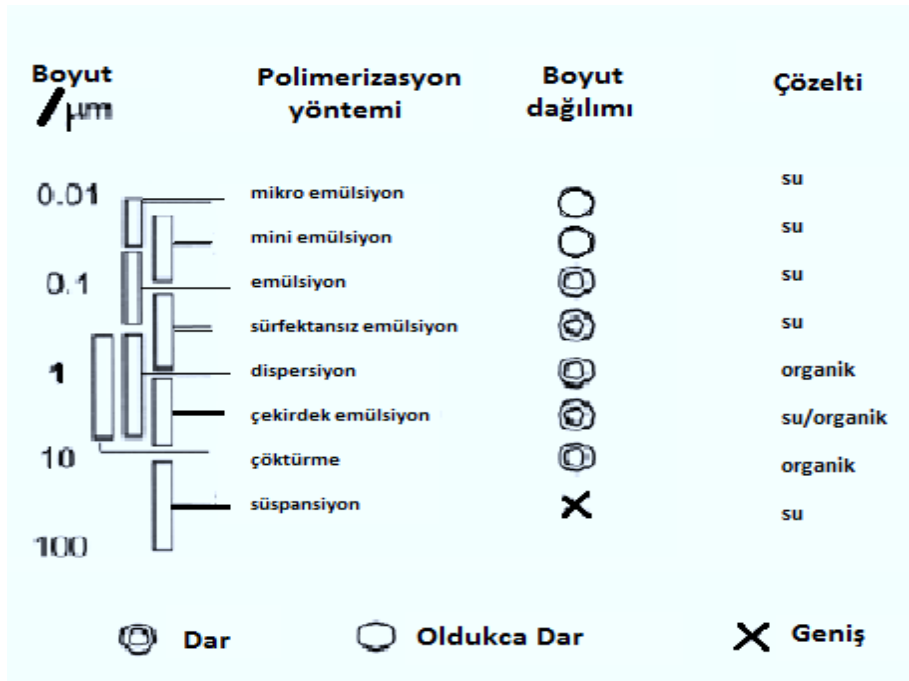 Boyut
/µm
Polimerizasyon
yöntemi
Boyut
dağılımı
Çözelti
0.01
mikro emülsiyon
su
mini emülsiyon
su
0.1
emülsiyon
su
sürfektansız emülsiyon
su
1
dispersiyon
organik
çekirdek emülsiyon
su/organik
10
çöktürme
organik
süspansiyon
su
100
Dar
Oldukca Dar
Geniş